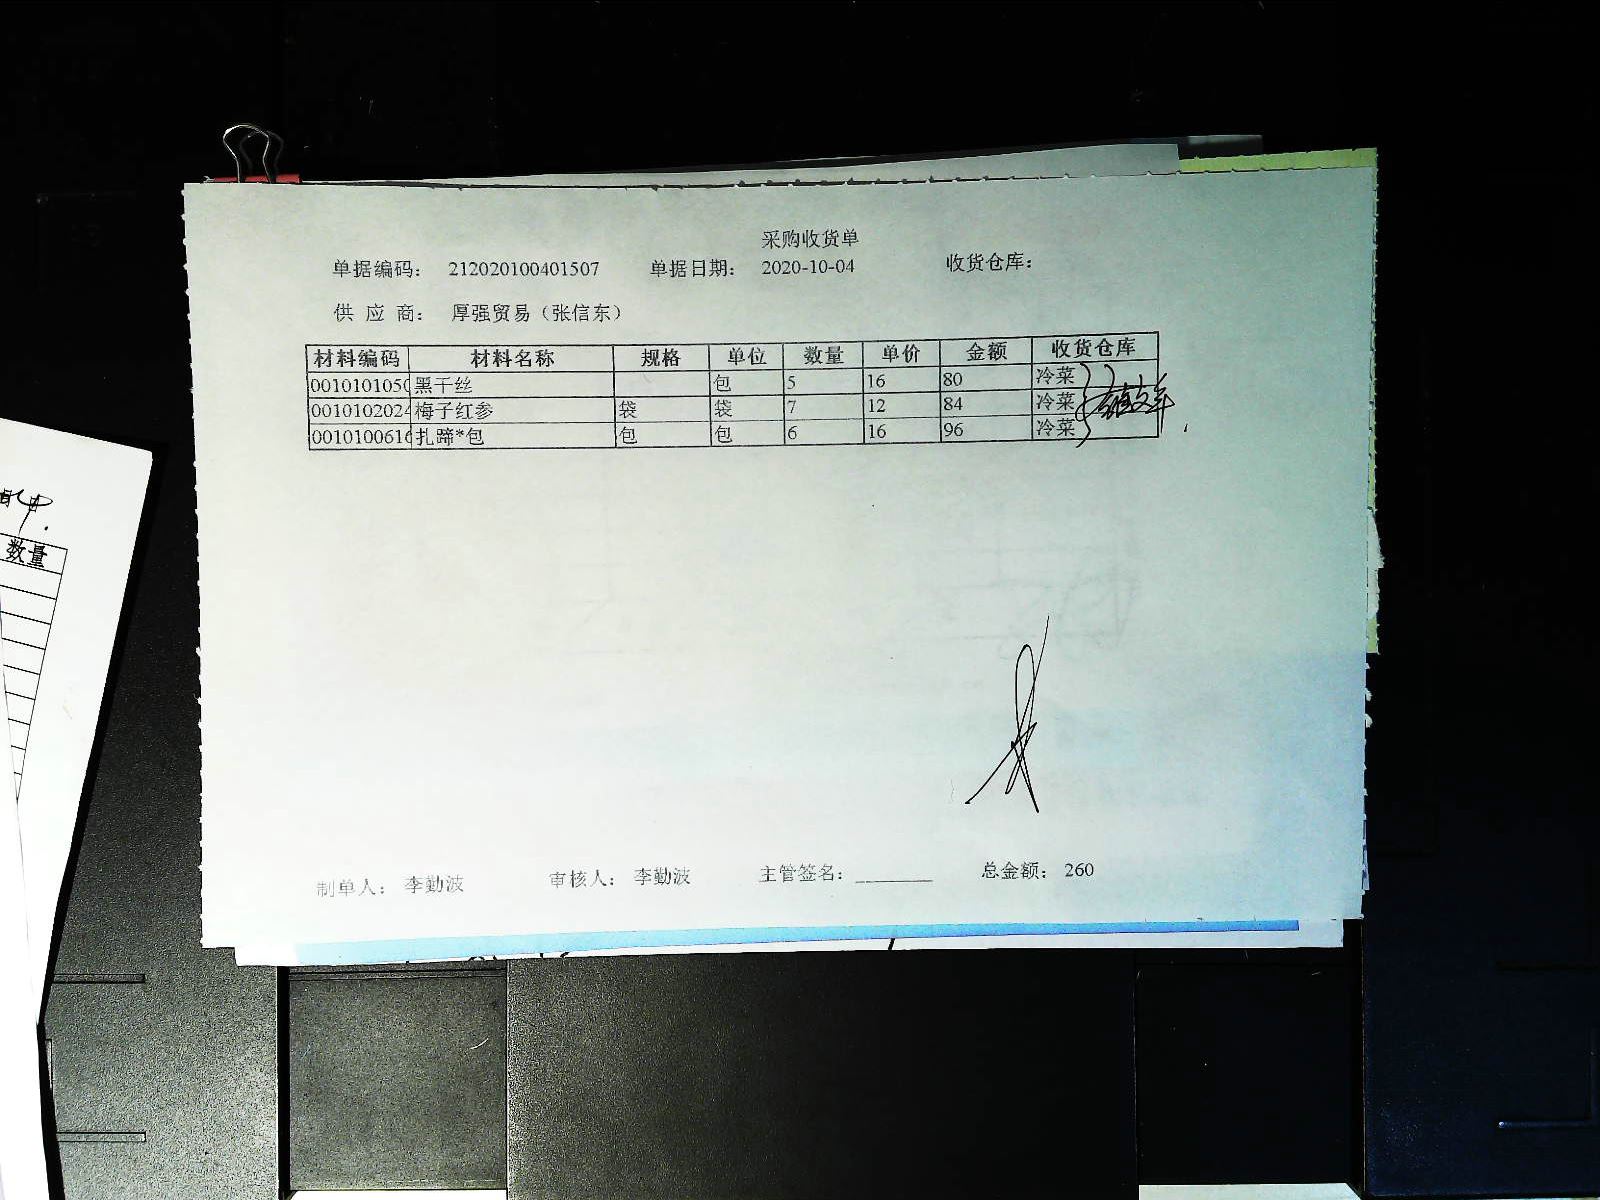 采购收货单
单据编码： 212020100401507 单据日期： 2020-10-04 收货仓库：
供 应 商： 厚强贸易（张信东）
材料编码 材料名称 规格 单位 数量 单价 金额 收货仓库
0010101050 黑干丝 包 5 16 80 冷菜
0010102024 梅子红参 袋 袋 7 12 84 冷菜
0010100616 扎蹄*包 包 包 6 16 96 冷菜
制单人： 李勤波 审核人： 李勤波 主管签名：________ 总金额： 260
数量